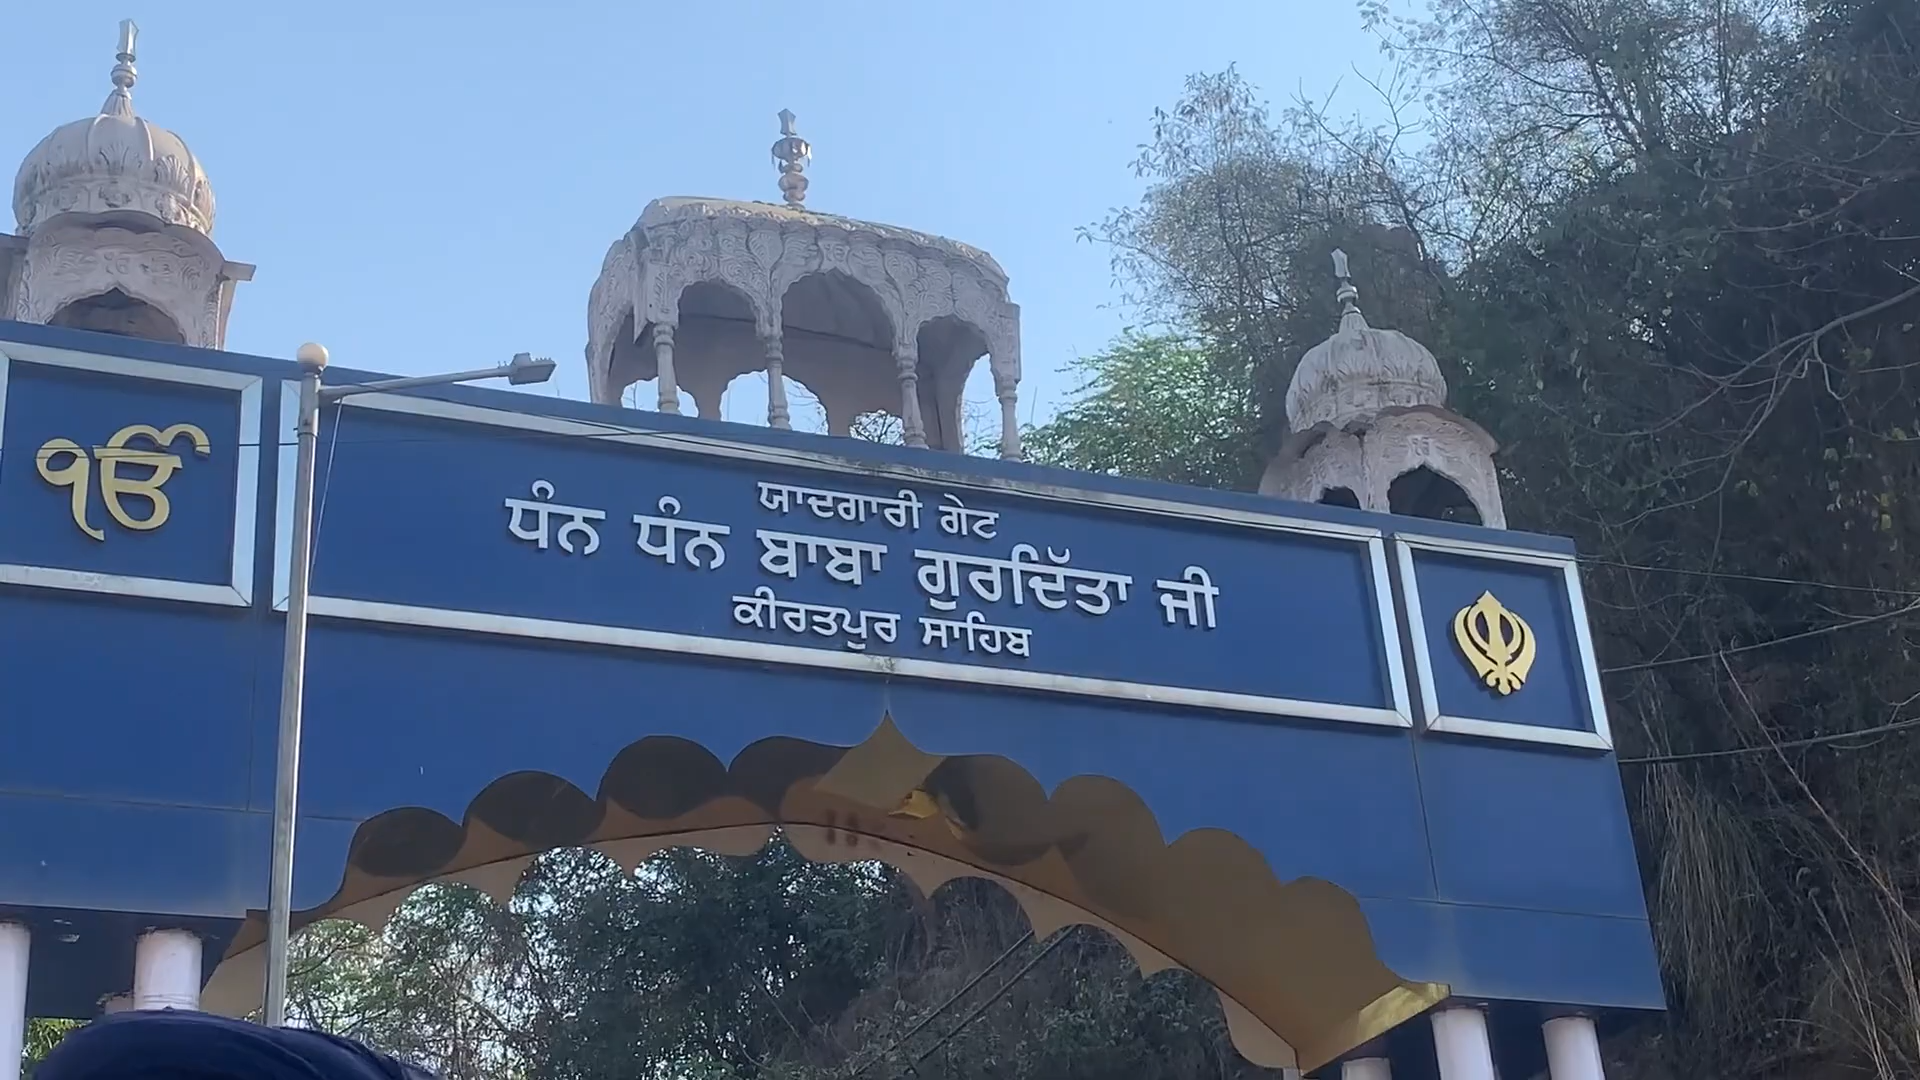 ੴ
ਯਾਦਗਾਰੀ ਗੇਟ
ਧੰਨ ਧੰਨ ਬਾਬਾ ਗੁਰਦਿੱਤਾ ਜੀ
ਕੀਰਤਪੁਰ ਸਾਹਿਬ